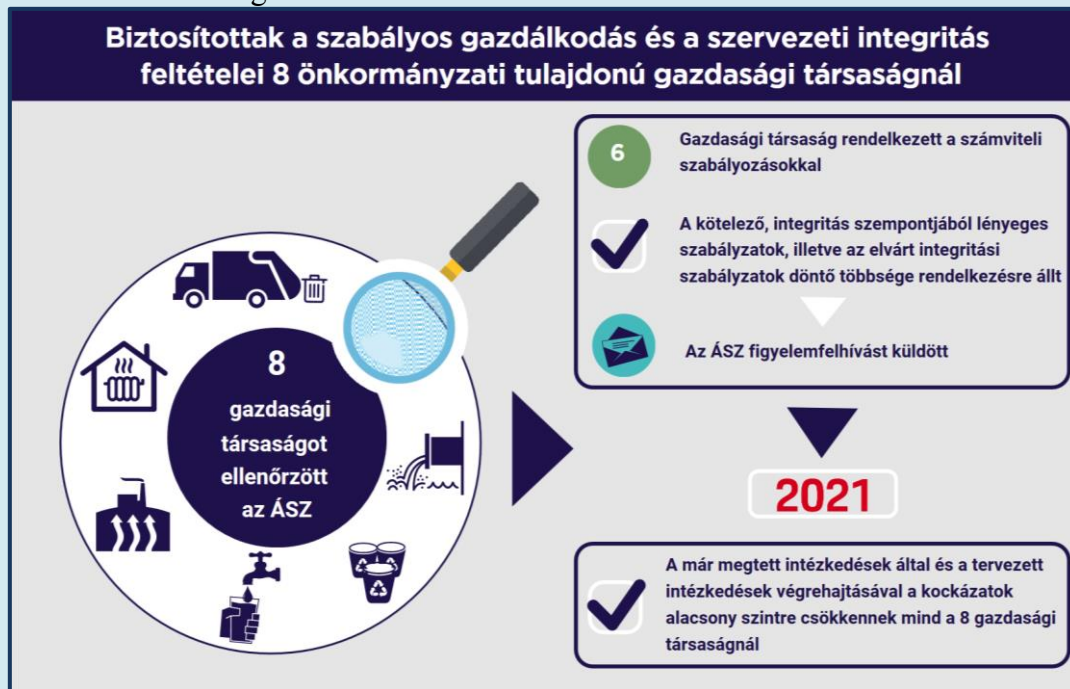 Biztosítottak a szabályos gazdálkodás és a szervezeti integritás
feltételei 8 önkormányzati tulajdonú gazdasági társaságnál
8
gazdasági
társaságot
ellenőrzött
az ÁSZ
6
Gazdasági társaság rendelkezett a számviteli
szabályozásokkal
A kötelező, integritás szempontjából lényeges
szabályzatok, illetve az elvárt integritási
szabályzatok döntő többsége rendelkezésre állt
Az ÁSZ figyelemfelhívást küldött
2021
A már megtett intézkedések által és a tervezett
intézkedések végrehajtásával a kockázatok
alacsony szintre csökkennek mind a 8 gazdasági
társaságnál